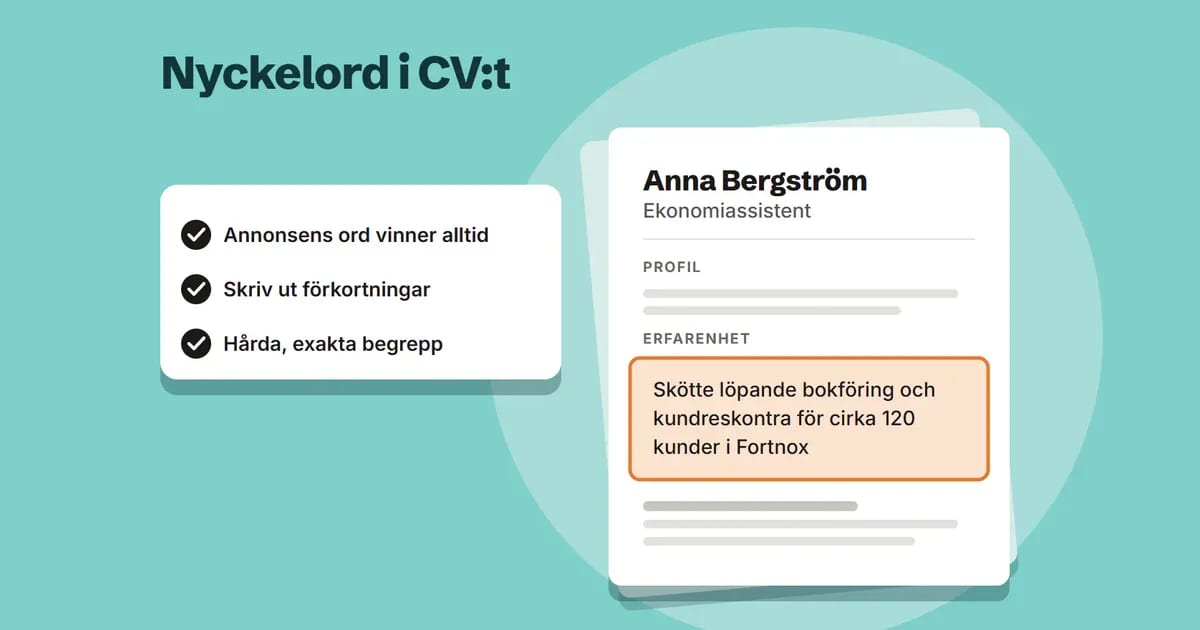 Nyckelord i CV:t
Annonsens ord vinner alltid
Skriv ut förkortningar
Hårda, exakta begrepp
Anna Bergström
Ekonomiassistent
PROFIL
ERFARENHET
Skötte löpande bokföring och
kundreskontra för cirka 120
kunder i Fortnox